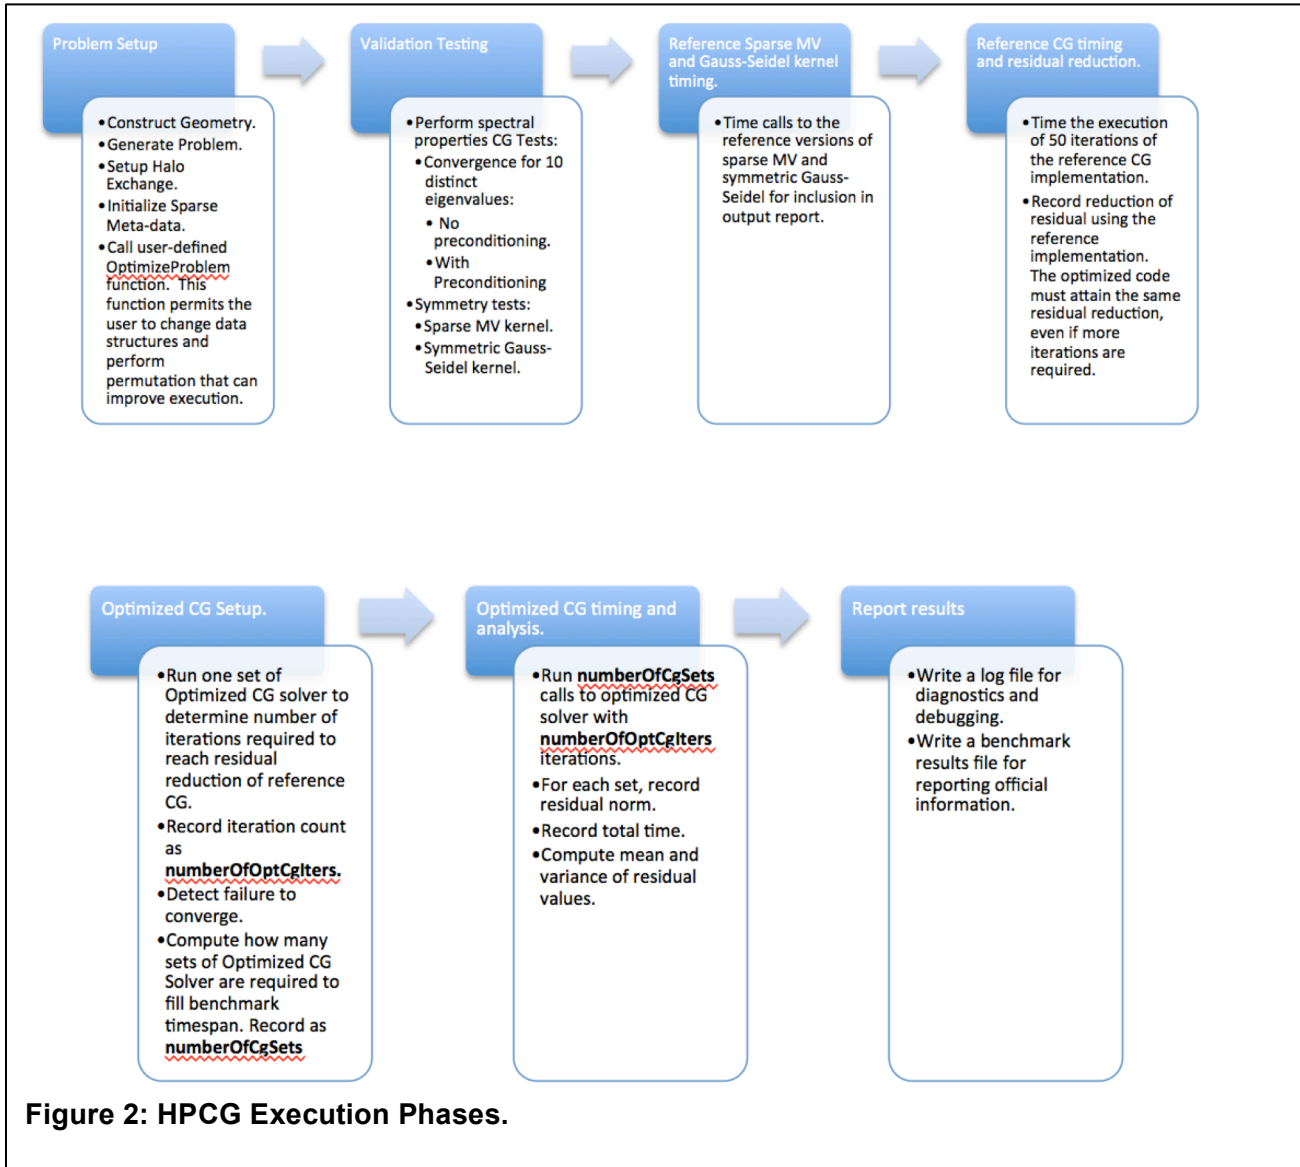 Problem Setup
•Construct Geometry.
•Generate Problem.
•Setup Halo
Exchange.
•Initialize Sparse
Meta-data.
•Call user-defined
OptimizeProblem
function.  This
function permits the
user to change data
structures and
perform
permutation that can
improve execution.
Validation Testing
•Perform spectral
properties CG Tests:
•Convergence for 10
distinct
eigenvalues:
• No
preconditioning.
•With
Preconditioning
•Symmetry tests:
•Sparse MV kernel.
•Symmetric Gauss-
Seidel kernel.
Reference Sparse MV
and Gauss-Seidel kernel
timing.
•Time calls to the
reference versions of
sparse MV and
symmetric Gauss-
Seidel for inclusion in
output report.
Reference CG timing
and residual reduction.
•Time the execution
of 50 iterations of
the reference CG
implementation.
•Record reduction of
residual using the
reference
implementation.
The optimized code
must attain the same
residual reduction,
even if more
iterations are
required.
Optimized CG Setup.
•Run one set of
Optimized CG solver to
determine number of
iterations required to
reach residual
reduction of reference
CG.
•Record iteration count
as
numberOfOptCgIters.
•Detect failure to
converge.
•Compute how many
sets of Optimized CG
Solver are required to
fill benchmark
timespan. Record as
numberOfCgSets
Optimized CG timing and
analysis.
•Run numberOfCgSets
calls to optimized CG
solver with
numberOfOptCgIters
iterations.
•For each set, record
residual norm.
•Record total time.
•Compute mean and
variance of residual
values.
Report results
•Write a log file for
diagnostics and
debugging.
•Write a benchmark
results file for
reporting official
information.
Figure 2: HPCG Execution Phases.